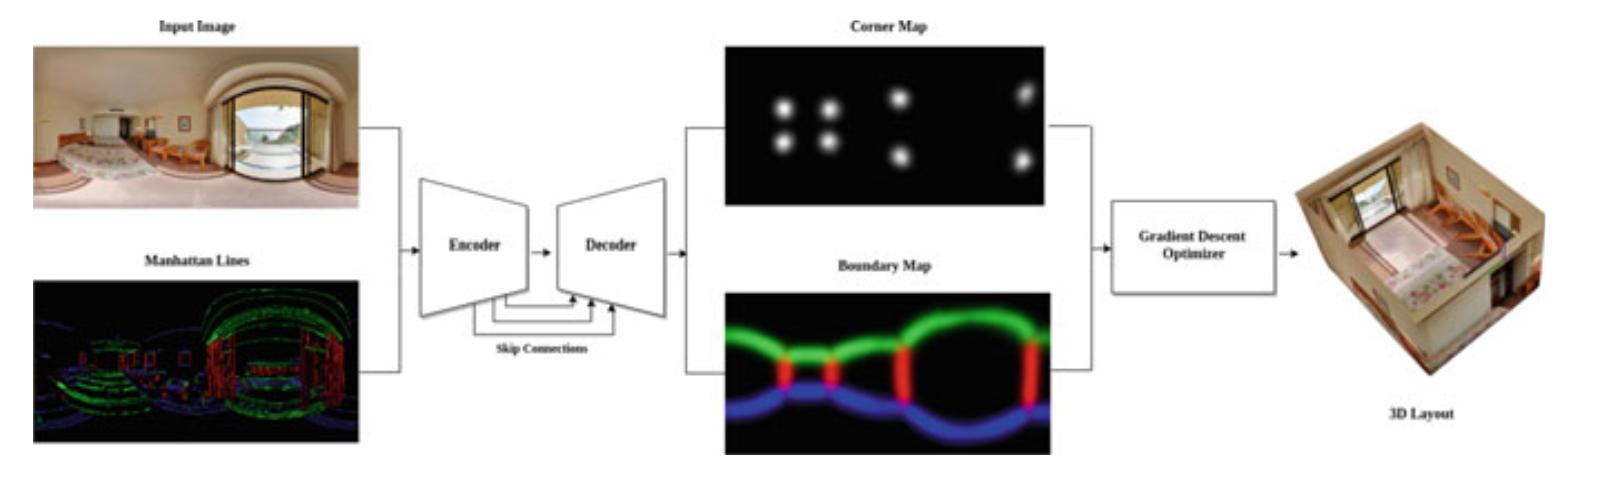 Input Image
Corner Map
Encoder
Decoder
Gradient Descent
Optimizer
Manhattan Lines
Boundary Map
Skip Connections
3D Layout